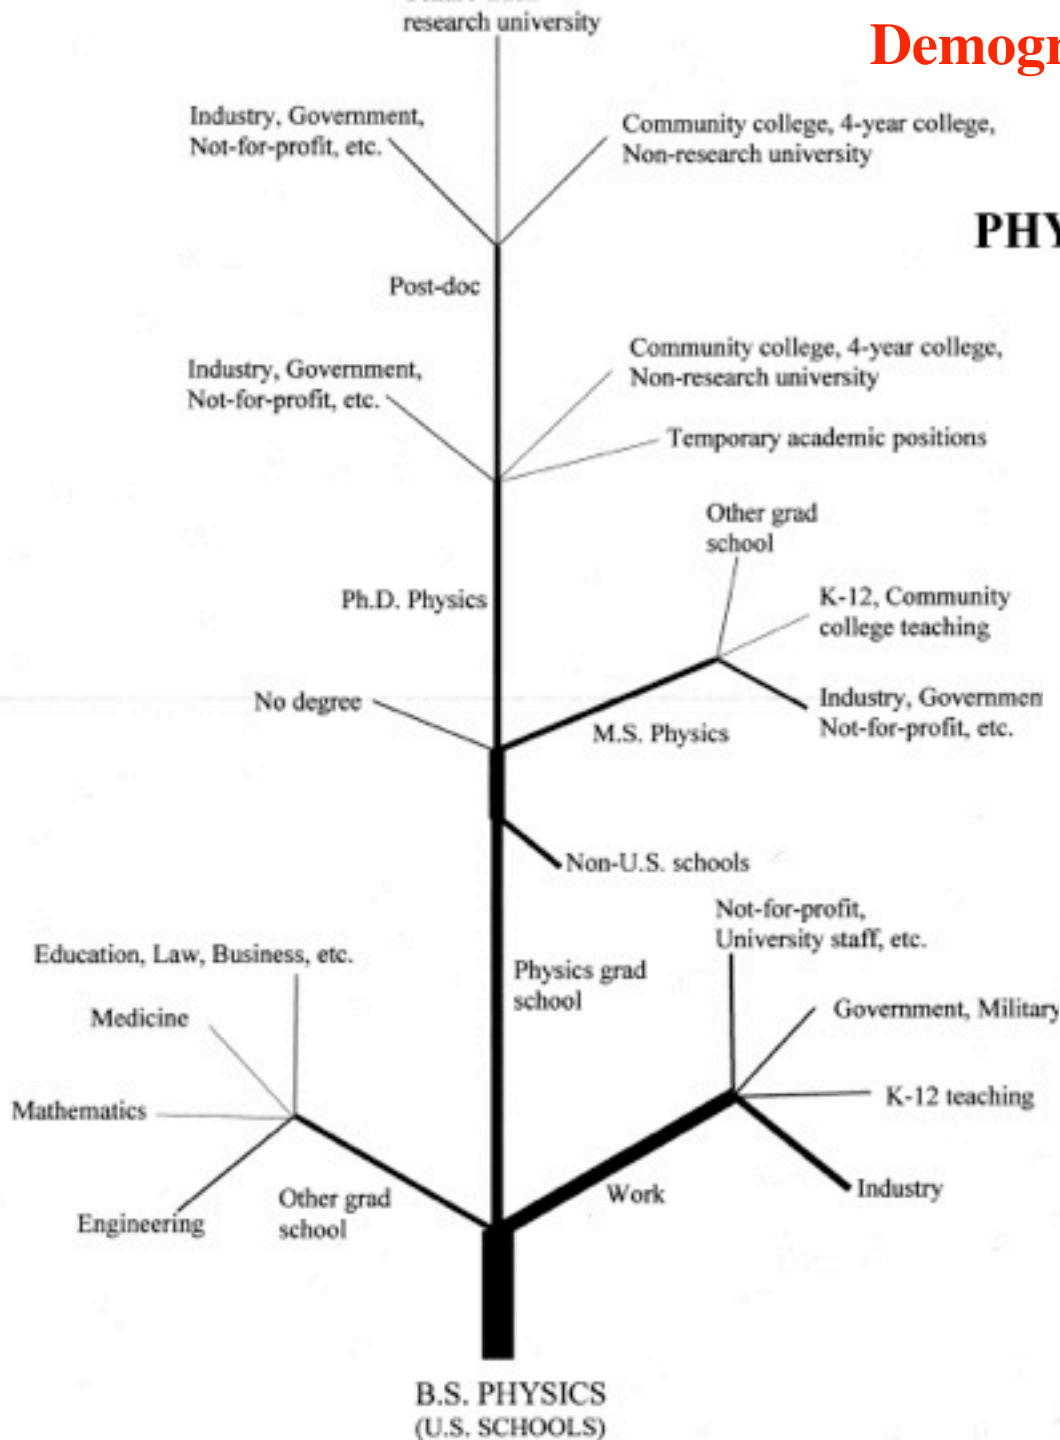 research university
Demogr
Industry, Government,
Not-for-profit, etc.
Community college, 4-year college,
Non-research university
PHY
Post-doc
Community college, 4-year college,
Non-research university
Industry, Government,
Not-for-profit, etc.
Temporary academic positions
Other grad
school
Ph.D. Physics
K-12, Community
college teaching
No degree
Industry, Governmen
Not-for-profit, etc.
M.S. Physics
Non-U.S. schools
Not-for-profit,
University staff, etc.
Education, Law, Business, etc.
Physics grad
school
Medicine
Government, Military
Mathematics
K-12 teaching
Other grad
school
Work
Industry
Engineering
B.S. PHYSICS
(U.S. SCHOOLS)